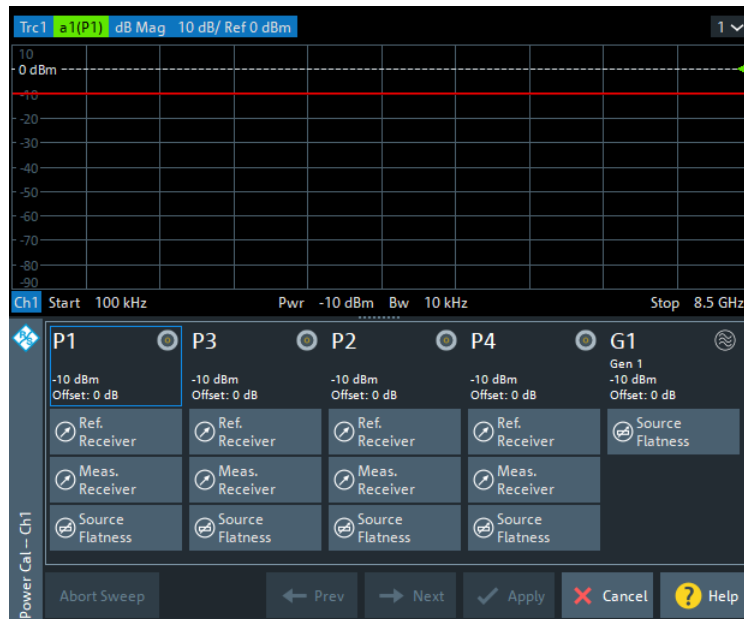 Trc1 a1(P1) dB Mag 10 dB/ Ref 0 dBm 1
10
0 dBm
-10
-20
-30
-40
-50
-60
-70
-80
-90
Ch1 Start 100 kHz Pwr -10 dBm Bw 10 kHz Stop 8.5 GHz
P1 P3 P2 P4 G1
Gen 1
-10 dBm -10 dBm -10 dBm -10 dBm -10 dBm
Offset: 0 dB Offset: 0 dB Offset: 0 dB Offset: 0 dB Offset: 0 dB
Ref. Ref. Ref. Ref. Source
Receiver Receiver Receiver Receiver Flatness
Meas. Meas. Meas. Meas.
Receiver Receiver Receiver Receiver
Source Source Source Source
Flatness Flatness Flatness Flatness
Power Cal – Ch1
Abort Sweep Prev Next Apply Cancel ? Help